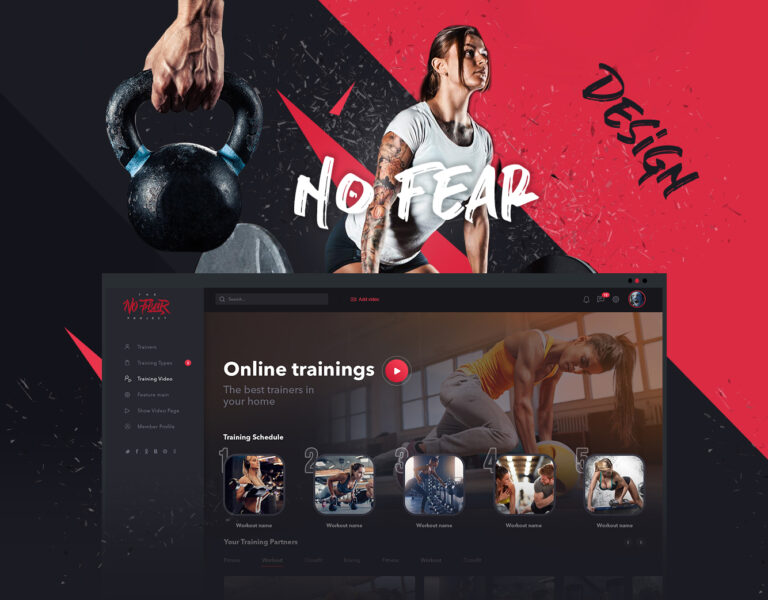 DESIGN
NO FEAR
THE
NO FEAR
PROJECT
Search...
Add video
Trainers
Training Types
Training Video
Feature main
Show Video Page
Member Profile
Online trainings
The best trainers in
your home
Training Schedule
1 2 3 4 5
Workout name Workout name Workout name Workout name Workout name
Your Training Partners
Fitness Workout Crossfit Boxing Fitness Workout Crossfit